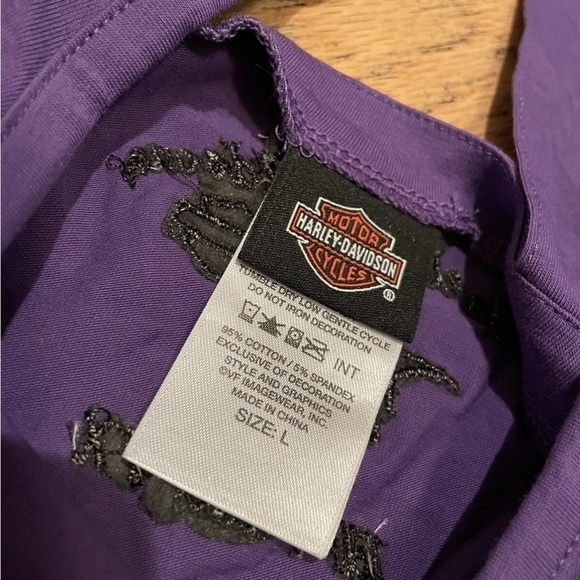 MOTOR
HARLEY-DAVIDSON
CYCLES
®
TUMBLE DRY LOW GENTLE CYCLE
DO NOT IRON DECORATION
INT
95% COTTON / 5% SPANDEX
EXCLUSIVE OF DECORATION
STYLE AND GRAPHICS
©VF IMAGEWEAR, INC.
MADE IN CHINA
SIZE: L